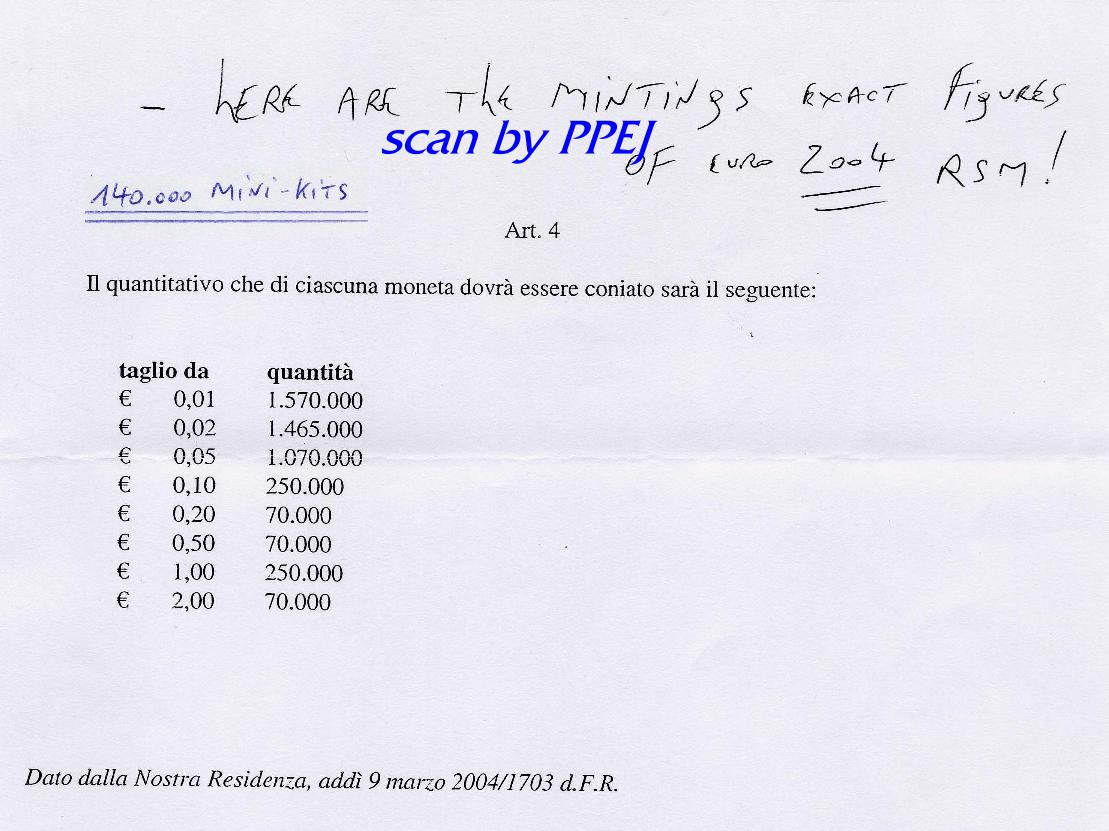 - HERE ARE THE MINTINGS EXACT FIGURES
scan by PPEJ
OF EURO 2004 RSM!
140.000 MINI-KITS
Art. 4
Il quantitativo che di ciascuna moneta dovrà essere coniato sarà il seguente:
taglio da quantità
€ 0,01 1.570.000
€ 0,02 1.465.000
€ 0,05 1.070.000
€ 0,10 250.000
€ 0,20 70.000
€ 0,50 70.000
€ 1,00 250.000
€ 2,00 70.000
Dato dalla Nostra Residenza, addì 9 marzo 2004/1703 d.F.R.